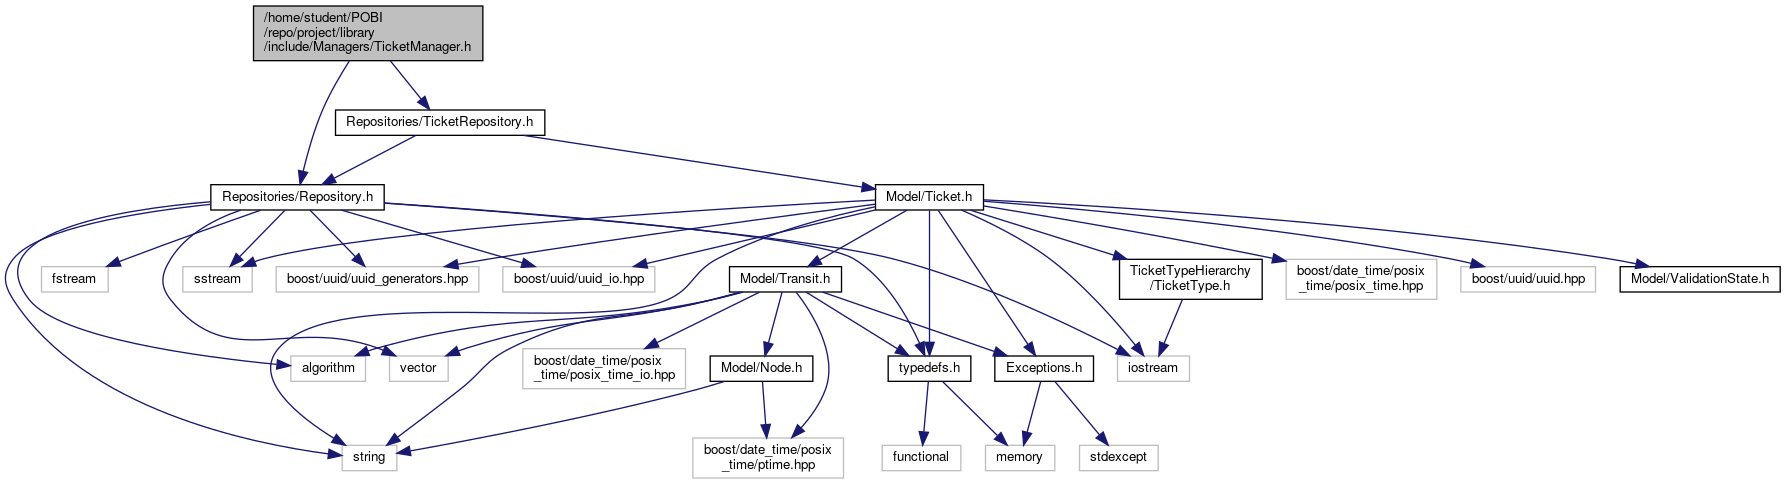 /home/student/POBI
/repo/project/library
/include/Managers/TicketManager.h
Repositories/TicketRepository.h
Repositories/Repository.h
Model/Ticket.h
fstream
sstream
boost/uuid/uuid_generators.hpp
boost/uuid/uuid_io.hpp
Model/Transit.h
TicketTypeHierarchy
/TicketType.h
boost/date_time/posix
_time/posix_time.hpp
boost/uuid/uuid.hpp
Model/ValidationState.h
algorithm
vector
boost/date_time/posix
_time/posix_time_io.hpp
Model/Node.h
typedefs.h
Exceptions.h
iostream
string
boost/date_time/posix
_time/ptime.hpp
functional
memory
stdexcept